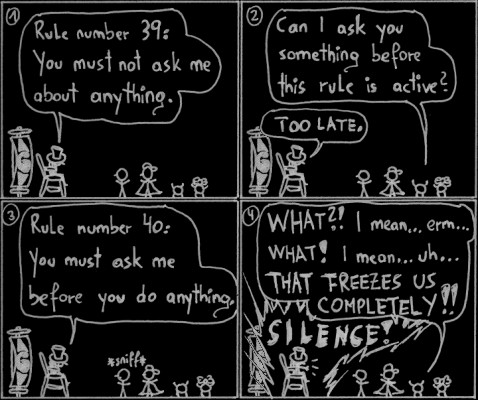 1
Rule number 39:
You must not ask me
about anything.
2
Can I ask you
something before
this rule is active?
TOO LATE.
3
Rule number 40:
You must ask me
before you do anything.
*sniff*
4
WHAT?! I mean... erm...
WHAT! I mean... uh...
THAT FREEZES US
COMPLETELY!!
SILENCE!